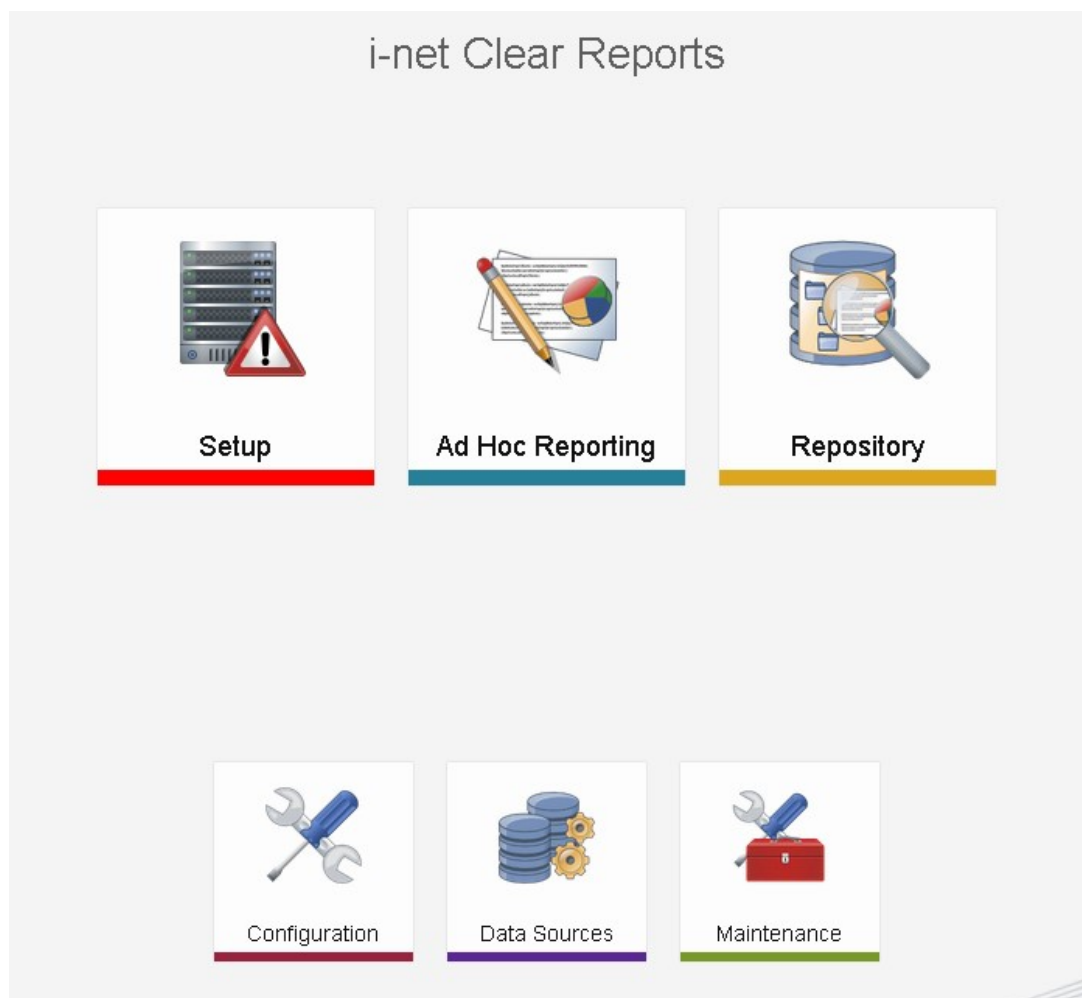 i-net Clear Reports
Setup
Ad Hoc Reporting
Repository
Configuration
Data Sources
Maintenance